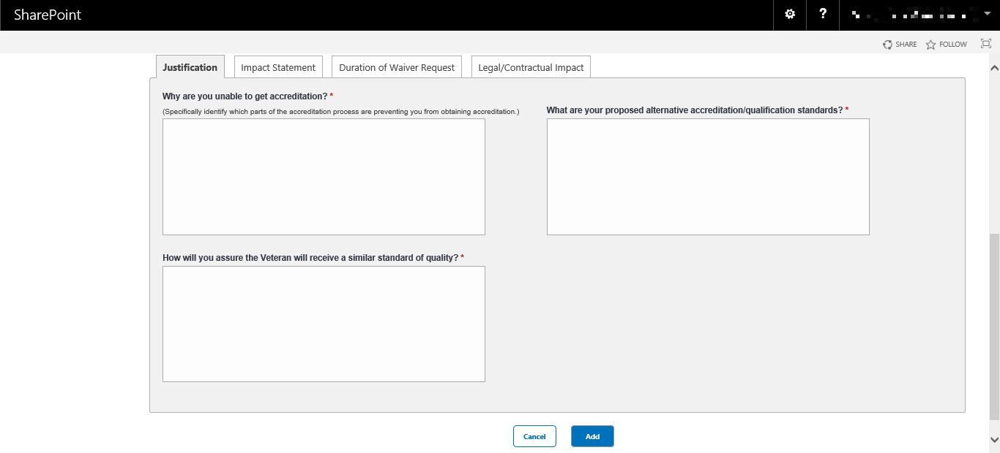 SharePoint
?
SHARE FOLLOW
Justification Impact Statement Duration of Waiver Request Legal/Contractual Impact
Why are you unable to get accreditation? *
(Specifically identify which parts of the accreditation process are preventing you from obtaining accreditation.)
What are your proposed alternative accreditation/qualification standards? *
How will you assure the Veteran will receive a similar standard of quality? *
Cancel Add